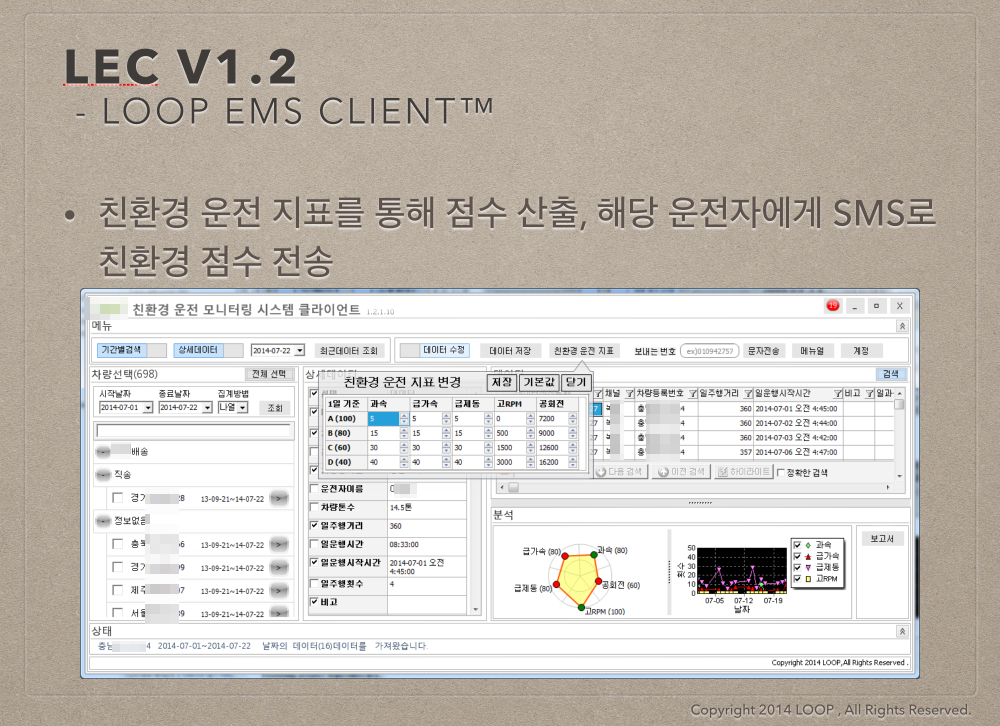 LEC V1.2
- LOOP EMS CLIENT™
• 친환경 운전 지표를 통해 점수 산출, 해당 운전자에게 SMS로
친환경 점수 전송
친환경 운전 모니터링 시스템 클라이언트 1.2.1.10
19
메뉴
기간별검색 상세데이터 2014-07-22 최근데이터 조회 데이터 수정 데이터 저장 친환경 운전 지표 보내는 번호 ex)010942757 문자전송 메뉴얼 계정
차량선택(698) 전체 선택
검색
시작날짜 종료날짜 집계방법
2014-07-01 2014-07-22 나열 조회
배송
직송
경기 28 13-09-21~14-07-22
정보없음
충북 6 13-09-21~14-07-22
경기 9 13-09-21~14-07-22
제주 7 13-09-21~14-07-22
서울 9 13-09-21~14-07-22
친환경 운전 지표 변경 저장 기본값 닫기
1일 기준 과속 급가속 급제동 고RPM 공회전
A (100) 5 5 5 0 7200
B (80) 15 15 15 500 9000
C (60) 30 30 30 1500 12600
D (40) 40 40 40 3000 16200
운전자이름
차량톤수 14.5톤
일주행거리 360
일운행시간 08:33:00
일운행시작시간 2014-07-01 오전
4:45:00
일주행횟수 4
비고
채널 차량등록번호 일주행거리 일운행시작시간 비고 일과
4 360 2014-07-01 오전 4:45:00
4 360 2014-07-02 오전 4:44:00
4 360 2014-07-03 오전 4:42:00
4 357 2014-07-06 오전 4:47:00
다음 검색 이전 검색 하이라이트 정확한 검색
분석
급가속 (80) 과속 (80)
급제동 (80) 공회전 (60)
고RPM (100)
횟수
50
40
30
20
10
0
07-05 07-12 07-19
날짜
과속
급가속
급제동
고RPM
보고서
상태
충남 4 2014-07-01~2014-07-22 날짜의 데이터(16)데이터를 가져왔습니다.
Copyright 2014 LOOP,All Rights Reserved .
Copyright 2014 LOOP , All Rights Reserved.